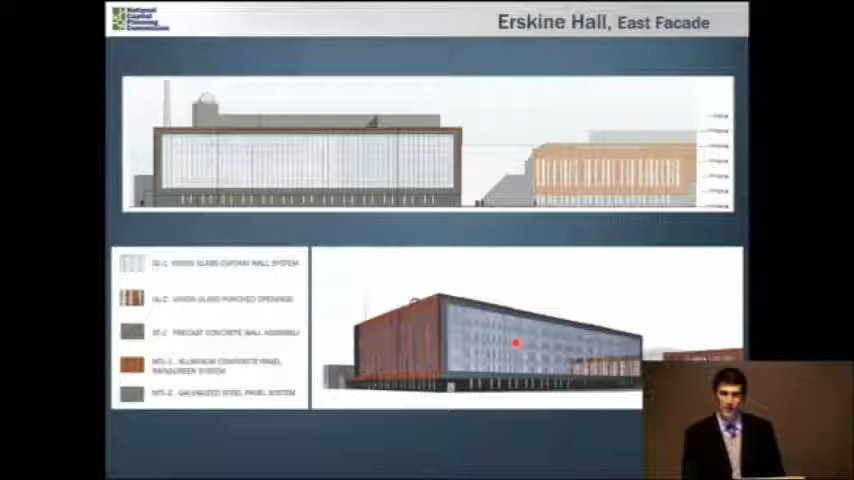 National
Capital
Planning
Commission
Erskine Hall, East Facade
GL-1: VISION GLASS CURTAIN WALL SYSTEM
GL-2: VISION GLASS PUNCHED OPENINGS
ST-1: PRECAST CONCRETE WALL ASSEMBLY
MTL-1: ALUMINUM COMPOSITE PANEL
RAINSCREEN SYSTEM
MTL-2: GALVANIZED STEEL PANEL SYSTEM